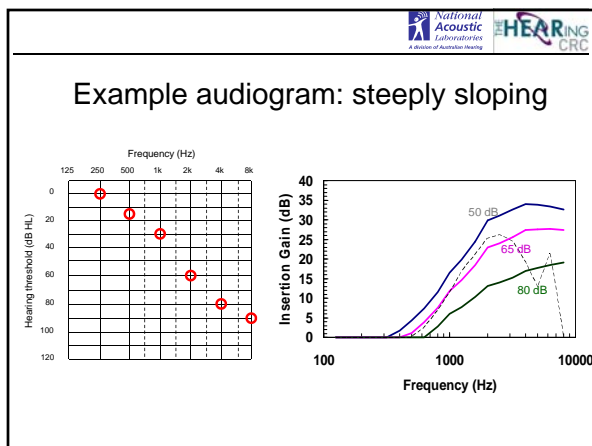 National
Acoustic
Laboratories
A division of Australian Hearing
THE HEARing
CRC
Example audiogram: steeply sloping
Frequency (Hz)
125 250 500 1k 2k 4k 8k
Hearing threshold (dB HL)
0
20
40
60
80
100
120
Insertion Gain (dB)
40
35
30
25
20
15
10
5
0
50 dB
65 dB
80 dB
100 1000 10000
Frequency (Hz)